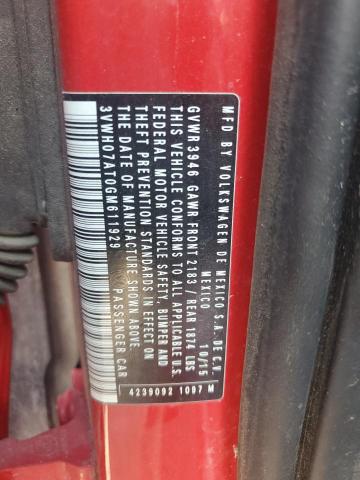 MFD BY VOLKSWAGEN DE MEXICO S.A. DE C.V.
MEXICO 10/15
GVWR 3946 GAWR FRONT 2183 / REAR 1874 LBS
THIS VEHICLE CONFORMS TO ALL APPLICABLE U.S.
FEDERAL MOTOR VEHICLE SAFETY, BUMPER AND
THEFT PREVENTION STANDARDS IN EFFECT ON
THE DATE OF MANUFACTURE SHOWN ABOVE.
3VWH07AT0GM611929 PASSENGER CAR
4239092 1097 M